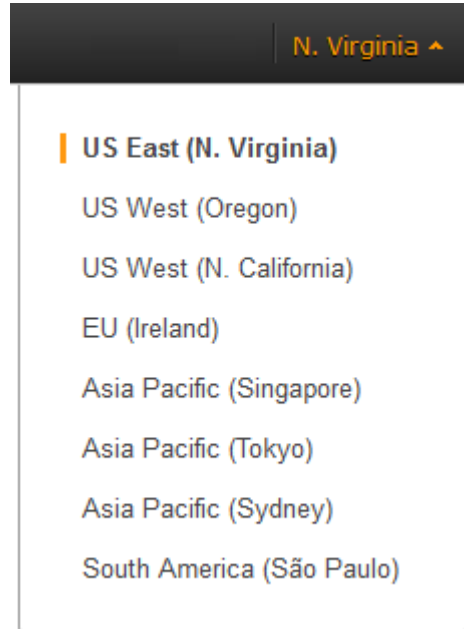 N. Virginia
US East (N. Virginia)
US West (Oregon)
US West (N. California)
EU (Ireland)
Asia Pacific (Singapore)
Asia Pacific (Tokyo)
Asia Pacific (Sydney)
South America (São Paulo)